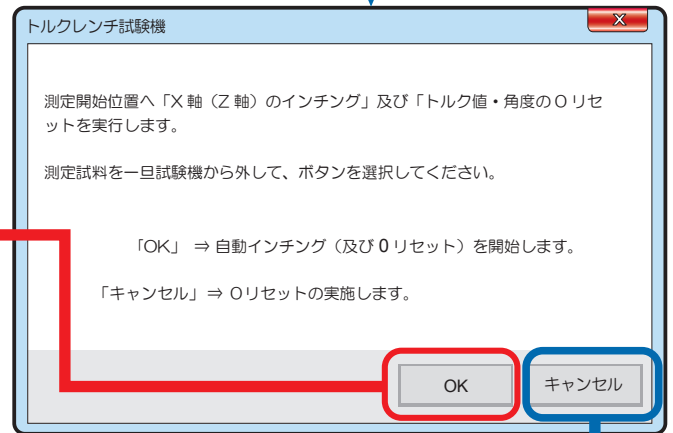 トルクレンチ試験機
X
測定開始位置へ「X 軸（Z 軸）のインチング」及び「トルク値・角度の０リセ
ットを実行します。
測定試料を一旦試験機から外して、ボタンを選択してください。
「OK」 ⇒ 自動インチング（及び 0 リセット）を開始します。
「キャンセル」⇒ ０リセットの実施します。
OK
キャンセル